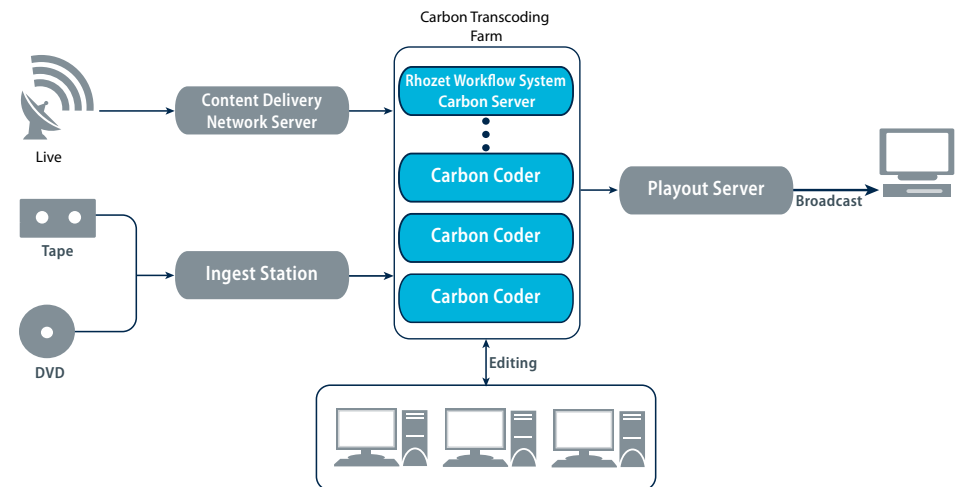 Carbon Transcoding
Farm
Rhozet Workflow System
Carbon Server
Content Delivery
Network Server
Live
Carbon Coder
Playout Server
Broadcast
Tape
Carbon Coder
Ingest Station
Carbon Coder
DVD
Editing